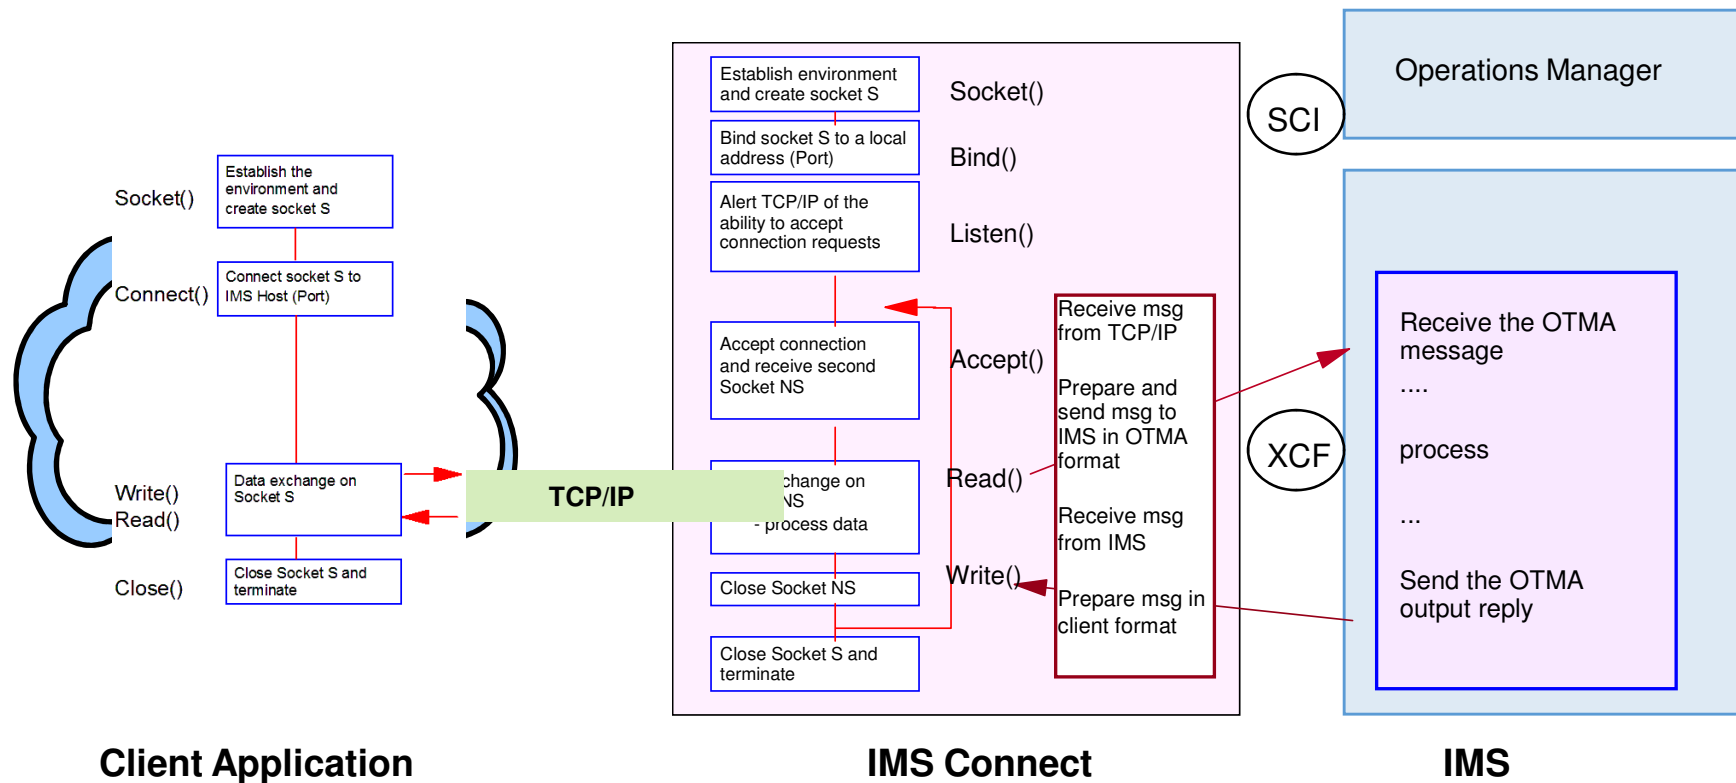 Socket()
Establish the
environment and
create socket S
Connect()
Connect socket S to
IMS Host (Port)
Write()
Read()
Data exchange on
Socket S
Close()
Close Socket S and
terminate
Client Application
TCP/IP
Establish environment
and create socket S
Socket()
Bind socket S to a local
address (Port)
Bind()
Alert TCP/IP of the
ability to accept
connection requests
Listen()
Accept connection
and receive second
Socket NS
Accept()
change on
NS
- process data
Read()
Close Socket NS
Write()
Close Socket S and
terminate
Receive msg
from TCP/IP
Prepare and
send msg to
IMS in OTMA
format
Receive msg
from IMS
Prepare msg in
client format
IMS Connect
SCI
XCF
Operations Manager
Receive the OTMA
message
....
process
...
Send the OTMA
output reply
IMS